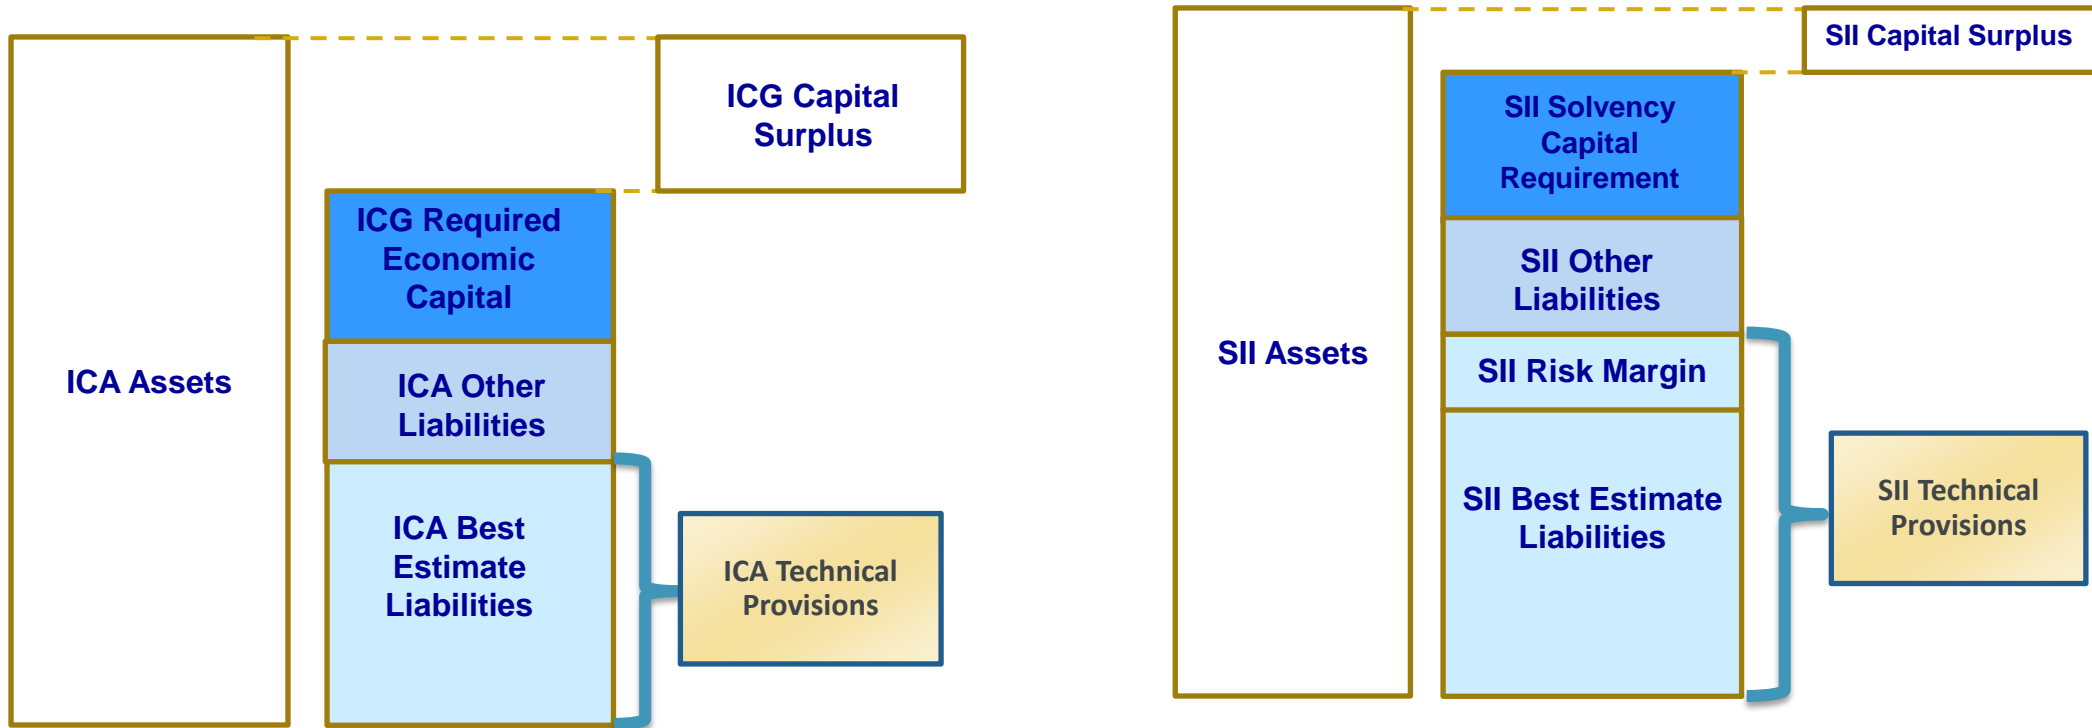 ICA Assets
ICG Capital
Surplus
ICG Required
Economic
Capital
ICA Other
Liabilities
ICA Best
Estimate
Liabilities
ICA Technical
Provisions
SII Assets
SII Capital Surplus
SII Solvency
Capital
Requirement
SII Other
Liabilities
SII Risk Margin
SII Best Estimate
Liabilities
SII Technical
Provisions